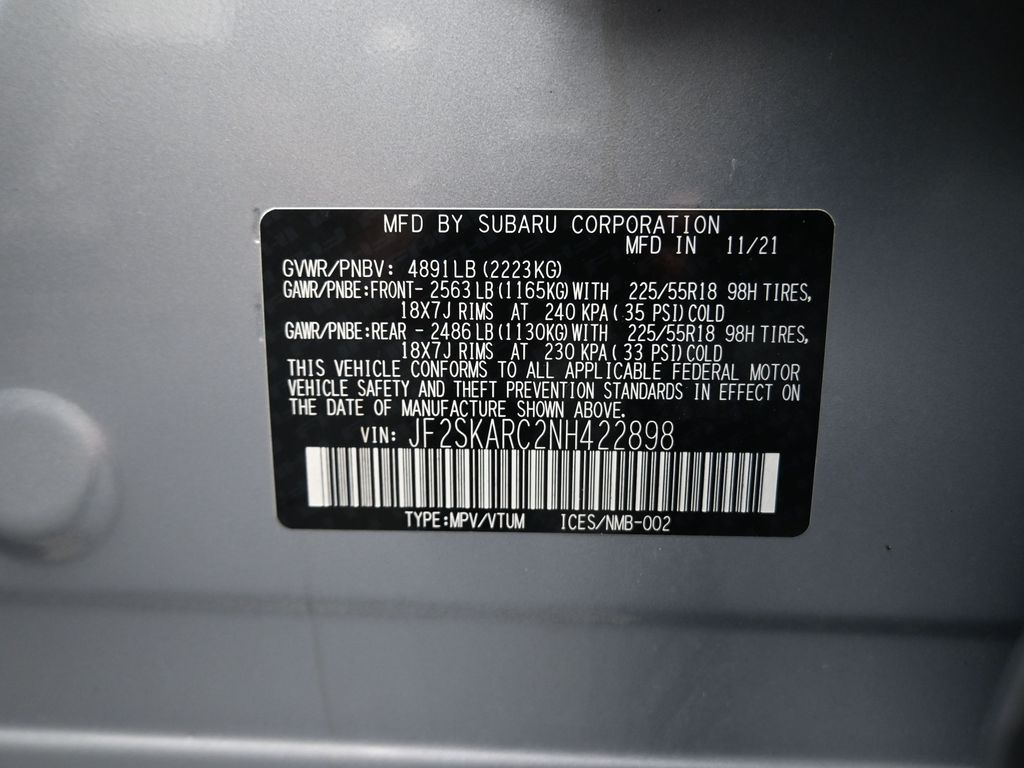 MFD BY SUBARU CORPORATION
MFD IN 11/21
GVWR/PNBV: 4891LB (2223KG)
GAWR/PNBE:FRONT- 2563LB (1165KG) WITH 225/55R18 98H TIRES,
18X7J RIMS AT 240 KPA ( 35 PSI) COLD
GAWR/PNBE:REAR - 2486LB (1130KG) WITH 225/55R18 98H TIRES,
18X7J RIMS AT 230 KPA ( 33 PSI) COLD
THIS VEHICLE CONFORMS TO ALL APPLICABLE FEDERAL MOTOR
VEHICLE SAFETY AND THEFT PREVENTION STANDARDS IN EFFECT ON
THE DATE OF MANUFACTURE SHOWN ABOVE.
VIN: JF2SKARC2NH422898
TYPE:MPV/VTUM ICES/NMB-002